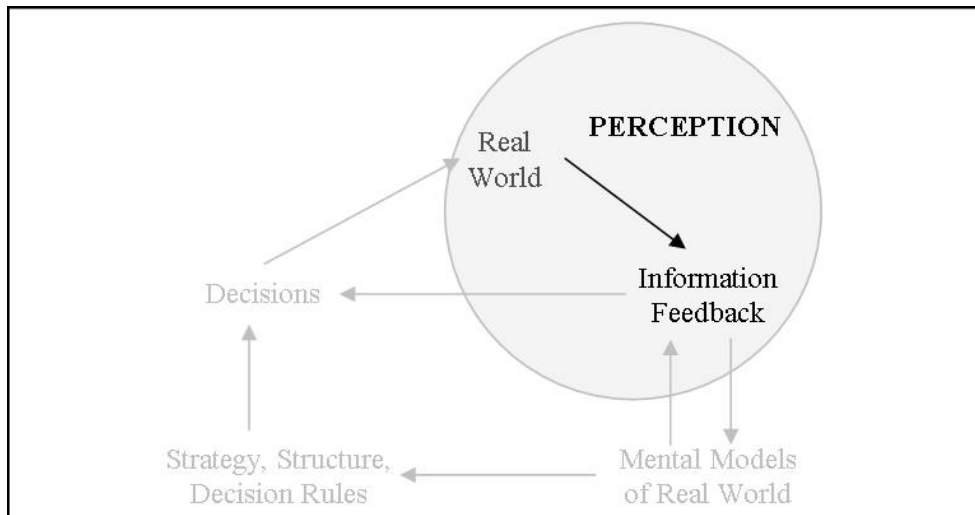 PERCEPTION
Real
World
Information
Feedback
Decisions
Strategy, Structure,
Decision Rules
Mental Models
of Real World